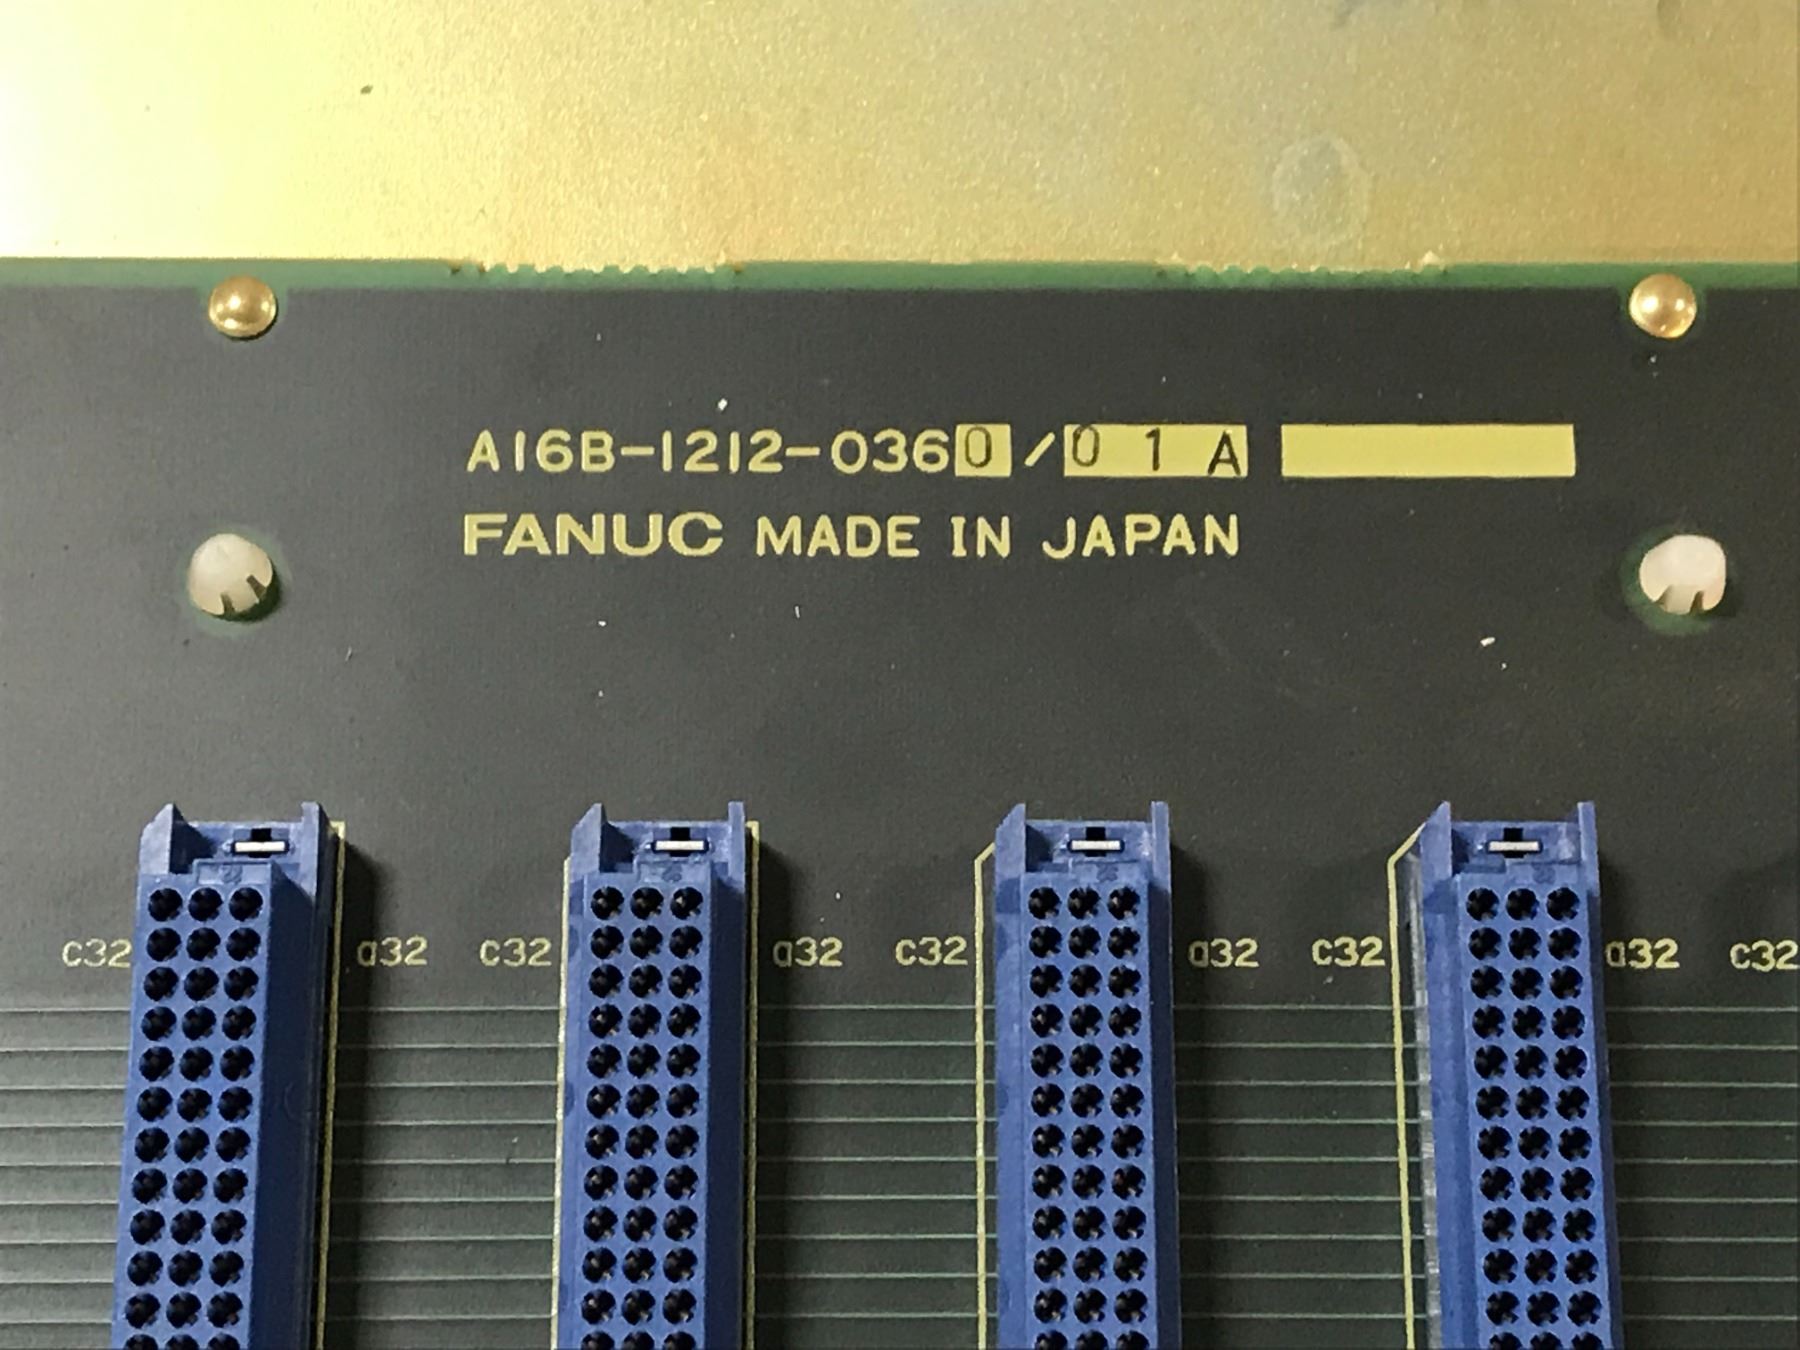 A16B-1212-0360/01A
FANUC MADE IN JAPAN
c32 a32 c32 a32 c32 a32 c32 a32 c32